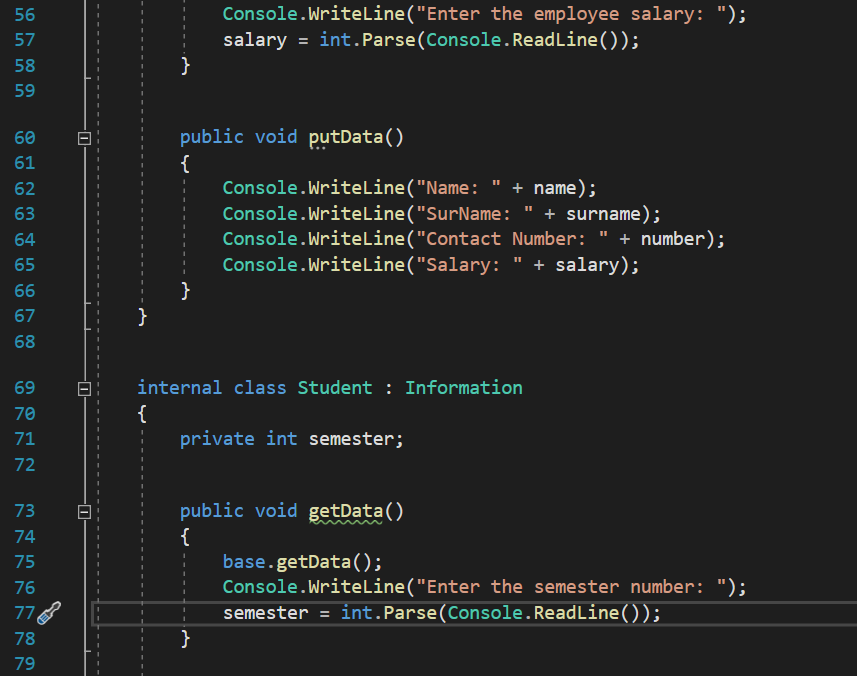 56 Console.WriteLine("Enter the employee salary: ");
57 salary = int.Parse(Console.ReadLine());
58 }
59
60 public void putData()
61 {
62 Console.WriteLine("Name: " + name);
63 Console.WriteLine("SurName: " + surname);
64 Console.WriteLine("Contact Number: " + number);
65 Console.WriteLine("Salary: " + salary);
66 }
67 }
68
69 internal class Student : Information
70 {
71 private int semester;
72
73 public void getData()
74 {
75 base.getData();
76 Console.WriteLine("Enter the semester number: ");
77 semester = int.Parse(Console.ReadLine());
78 }
79